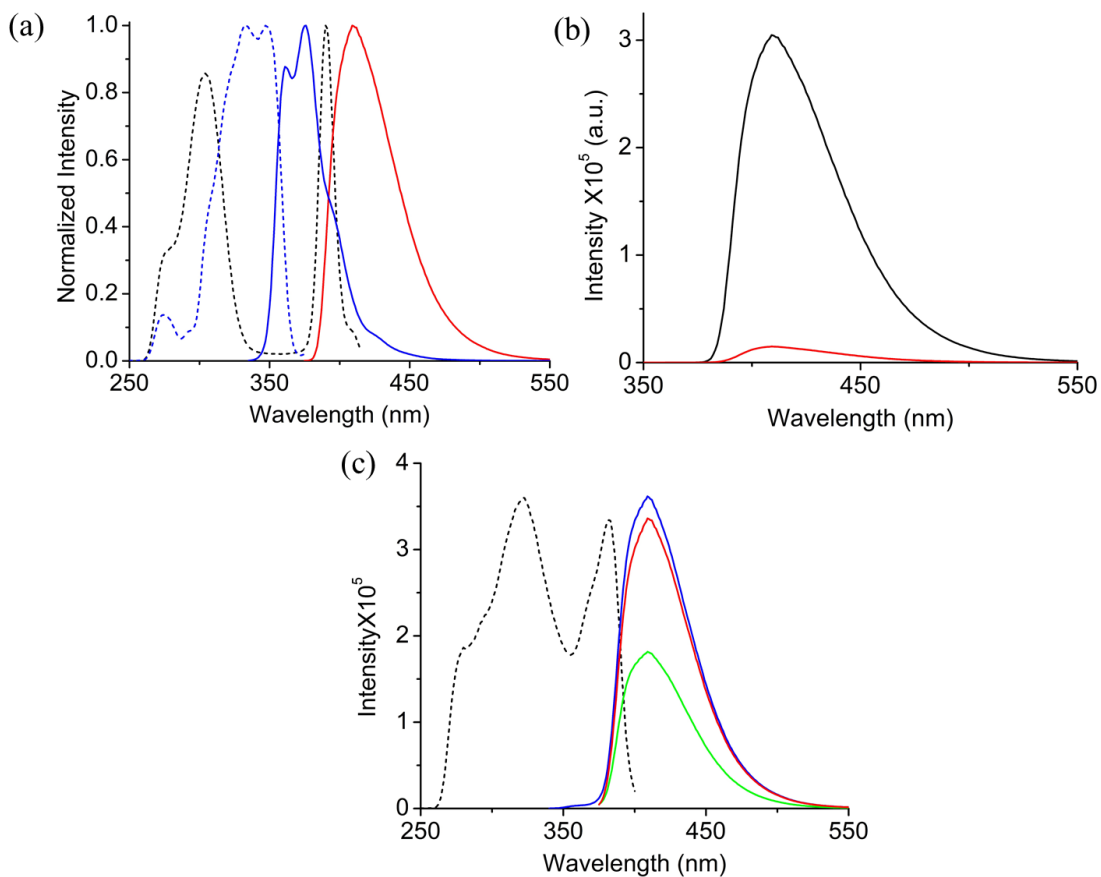 (a)
Normalized Intensity
1.0
0.8
0.6
0.4
0.2
0.0
250 350 450 550
Wavelength (nm)
(b)
Intensity X10⁵ (a.u.)
3
2
1
0
350 450 550
Wavelength (nm)
(c)
IntensityX10⁵
4
3
2
1
0
250 350 450 550
Wavelength (nm)